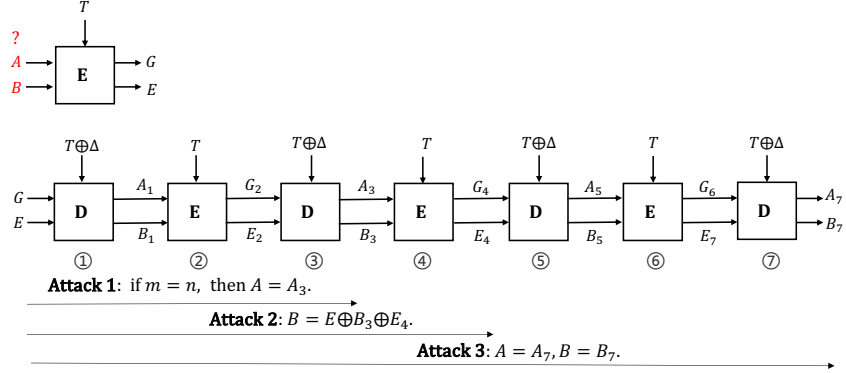 T
?
A
E
G
B
E
T⊕Δ T T⊕Δ T T⊕Δ T T⊕Δ
G D A₁ E G₂ D A₃ E G₄ D A₅ E G₆ D A₇
E B₁ E₂ B₃ E₄ B₅ E₇ B₇
① ② ③ ④ ⑤ ⑥ ⑦
Attack 1: if m = n, then A = A₃.
Attack 2: B = E⊕B₃⊕E₄.
Attack 3: A = A₇, B = B₇.